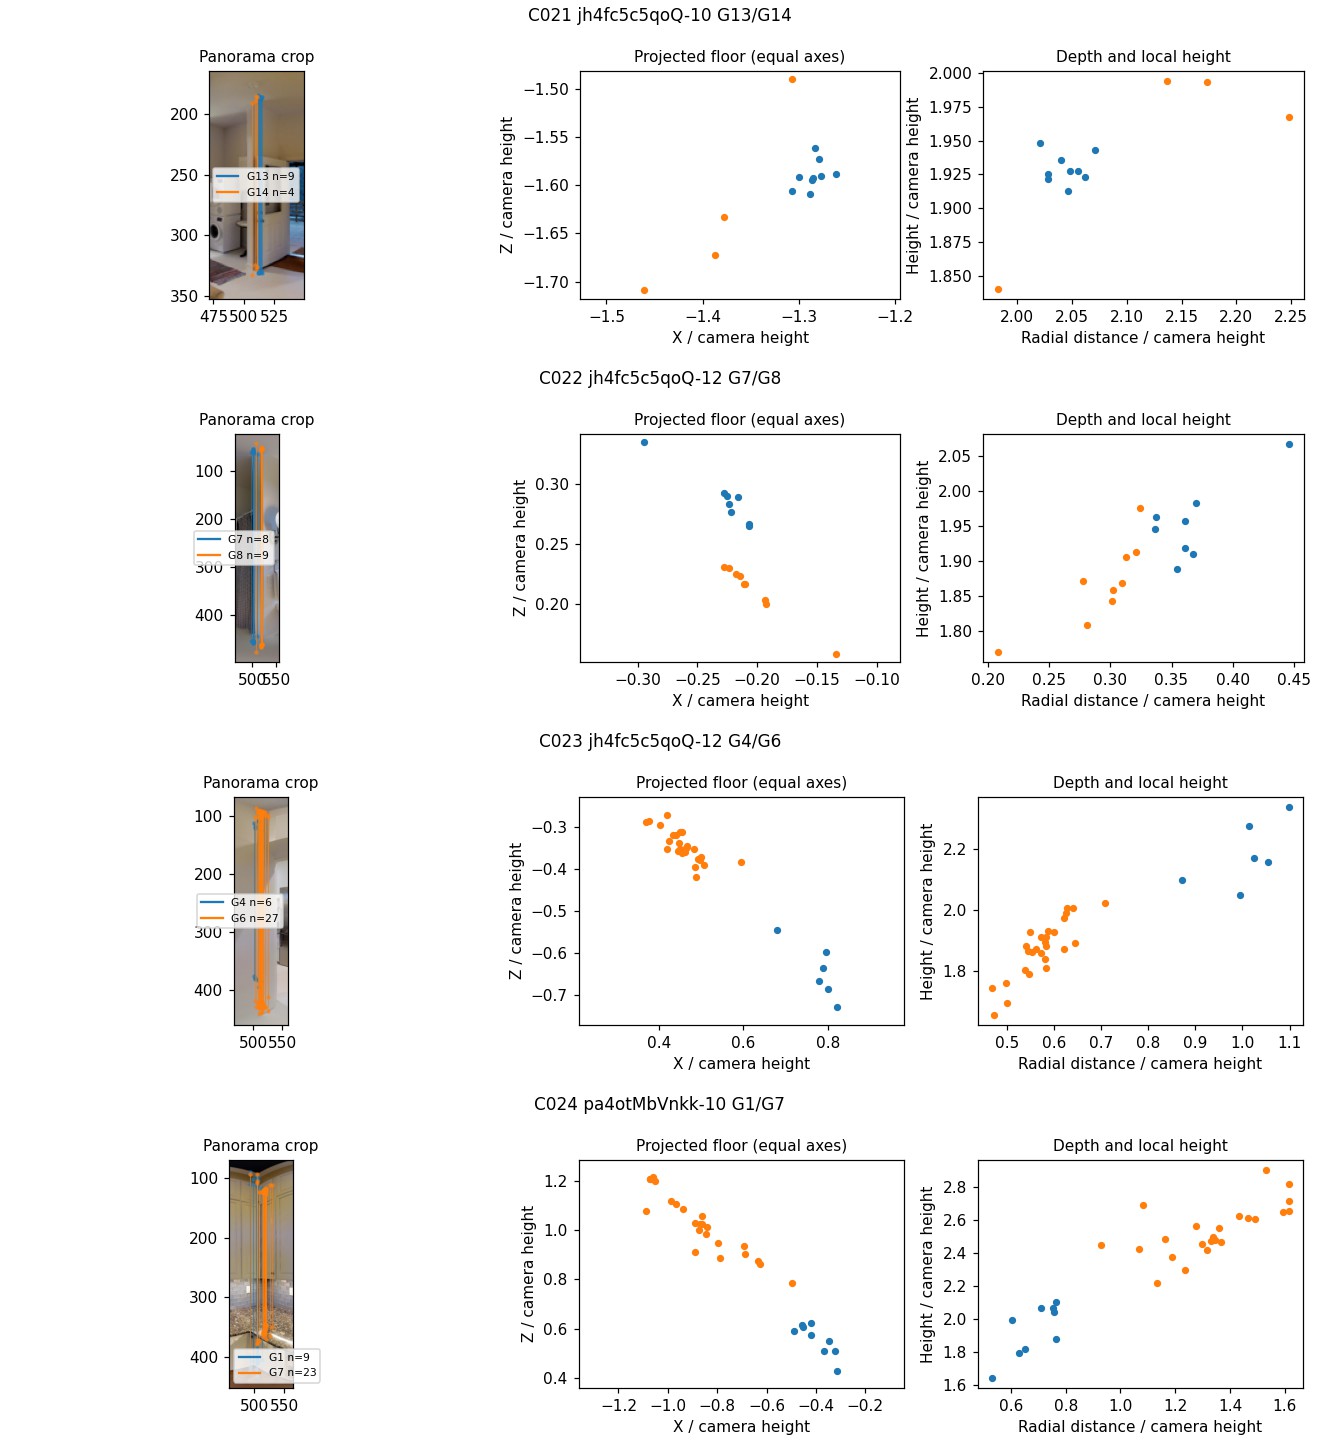 C021 jh4fc5c5qoQ-10 G13/G14
Panorama crop
200
250
300
350
475 500 525
G13 n=9
G14 n=4
Projected floor (equal axes)
Z / camera height
−1.50
−1.55
−1.60
−1.65
−1.70
−1.5 −1.4 −1.3 −1.2
X / camera height
Depth and local height
Height / camera height
2.000
1.975
1.950
1.925
1.900
1.875
1.850
2.00 2.05 2.10 2.15 2.20 2.25
Radial distance / camera height
C022 jh4fc5c5qoQ-12 G7/G8
Panorama crop
100
200
300
400
500 550
G7 n=8
G8 n=9
Projected floor (equal axes)
Z / camera height
0.30
0.25
0.20
−0.30 −0.25 −0.20 −0.15 −0.10
X / camera height
Depth and local height
Height / camera height
2.05
2.00
1.95
1.90
1.85
1.80
0.20 0.25 0.30 0.35 0.40 0.45
Radial distance / camera height
C023 jh4fc5c5qoQ-12 G4/G6
Panorama crop
100
200
300
400
500 550
G4 n=6
G6 n=27
Projected floor (equal axes)
Z / camera height
−0.3
−0.4
−0.5
−0.6
−0.7
0.4 0.6 0.8
X / camera height
Depth and local height
Height / camera height
2.2
2.0
1.8
0.5 0.6 0.7 0.8 0.9 1.0 1.1
Radial distance / camera height
C024 pa4otMbVnkk-10 G1/G7
Panorama crop
100
200
300
400
500 550
G1 n=9
G7 n=23
Projected floor (equal axes)
Z / camera height
1.2
1.0
0.8
0.6
0.4
−1.2 −1.0 −0.8 −0.6 −0.4 −0.2
X / camera height
Depth and local height
Height / camera height
2.8
2.6
2.4
2.2
2.0
1.8
1.6
0.6 0.8 1.0 1.2 1.4 1.6
Radial distance / camera height